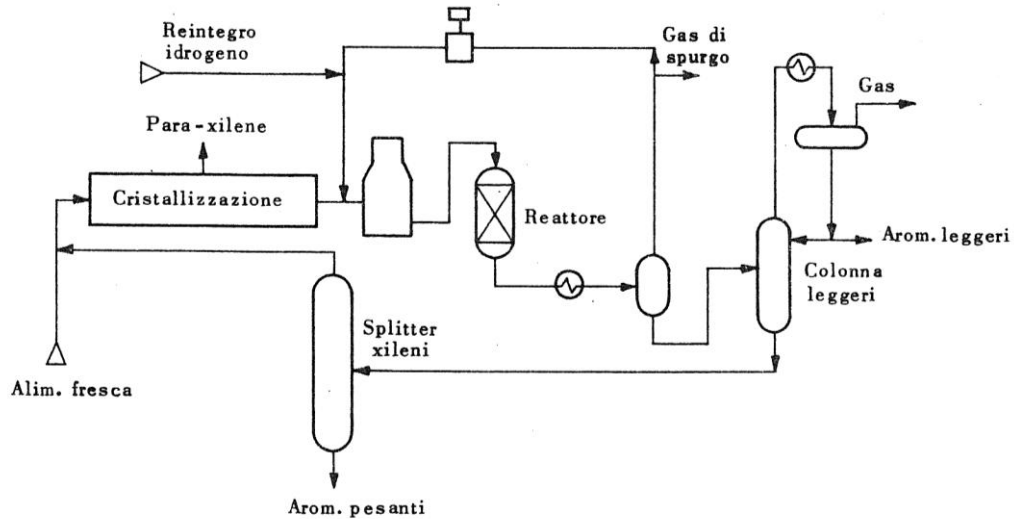 Reintegro
idrogeno
Gas di
spurgo
Gas
Para-xilene
Cristallizzazione
Reattore
Arom. leggeri
Colonna
leggeri
Splitter
xileni
Alim. fresca
Arom. pesanti